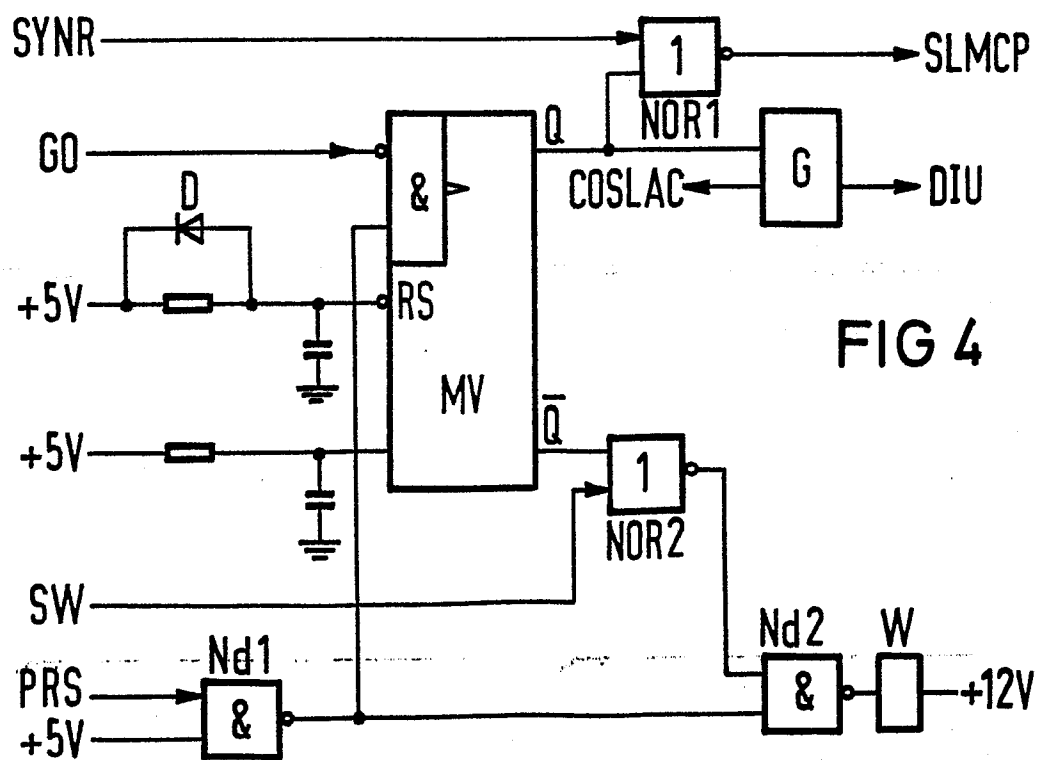 SYNR
1
SLMCP
NOR1
GO
&
Q
G
COSLAC
DIU
D
+5V
RS
FIG 4
MV
+5V
Q̅
1
NOR2
SW
Nd1
Nd2
W
PRS
&
&
+12V
+5V